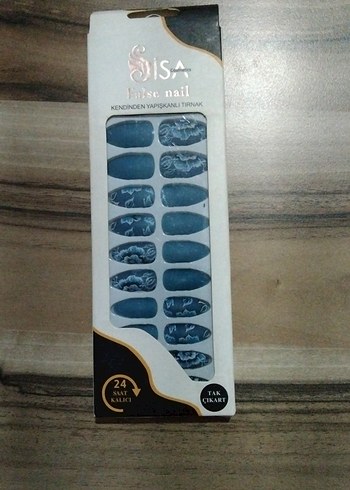 SISA
False nail
KENDİNDEN YAPIŞKANLI TIRNAK
24
SAAT
KALICI
TAK
ÇIKART